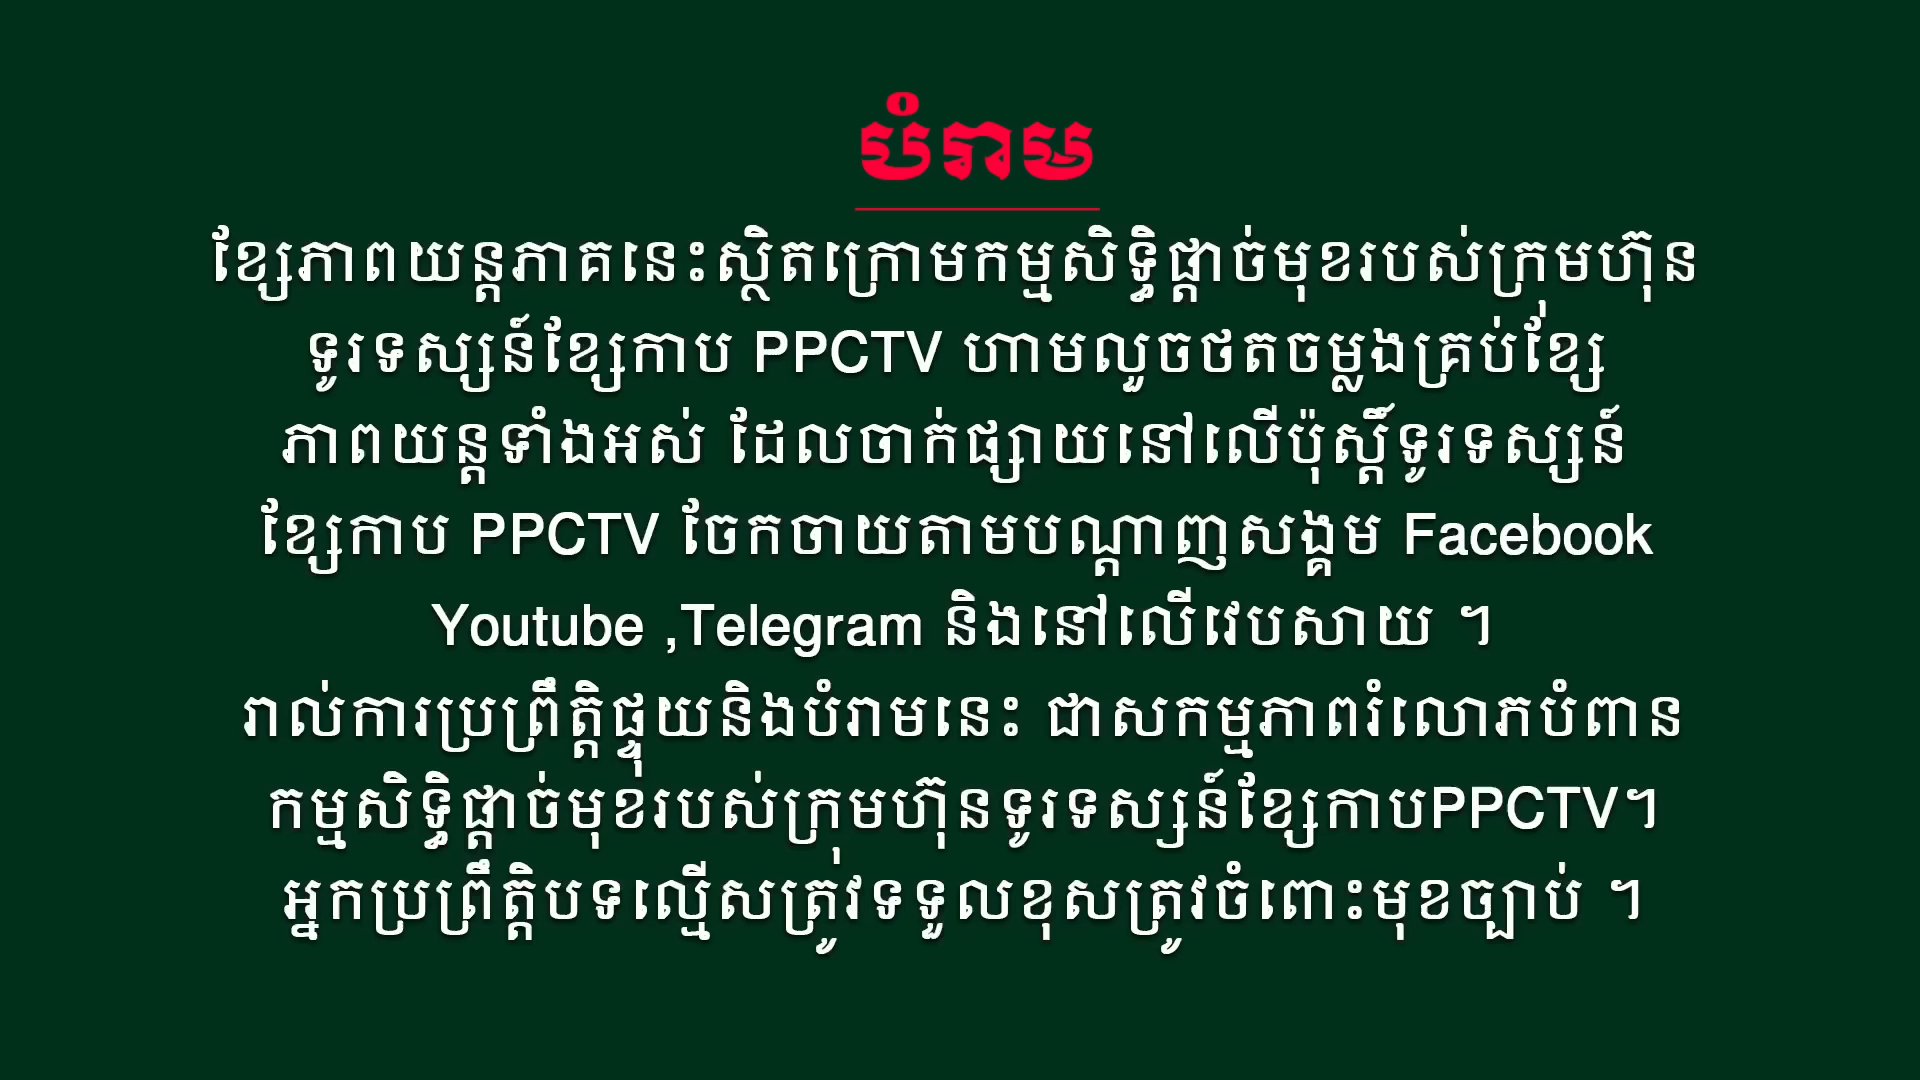 បំរាម
ខ្សែភាពយន្តភាគនេះស្ថិតក្រោមកម្មសិទ្ធិផ្តាច់មុខរបស់ក្រុមហ៊ុន
ទូរទស្សន៍ខ្សែកាប PPCTV ហាមលួចថតចម្លងគ្រប់ខ្សែ
ភាពយន្តទាំងអស់ ដែលចាក់ផ្សាយនៅលើប៉ុស្តិ៍ទូរទស្សន៍
ខ្សែកាប PPCTV ចែកចាយតាមបណ្តាញសង្គម Facebook
Youtube ,Telegram និងនៅលើវេបសាយ ។
រាល់ការប្រព្រឹត្តិផ្ទុយនិងបំរាមនេះ ជាសកម្មភាពរំលោភបំពាន
កម្មសិទ្ធិផ្តាច់មុខរបស់ក្រុមហ៊ុនទូរទស្សន៍ខ្សែកាបPPCTV។
អ្នកប្រព្រឹត្តិបទល្មើសត្រូវទទួលខុសត្រូវចំពោះមុខច្បាប់ ។